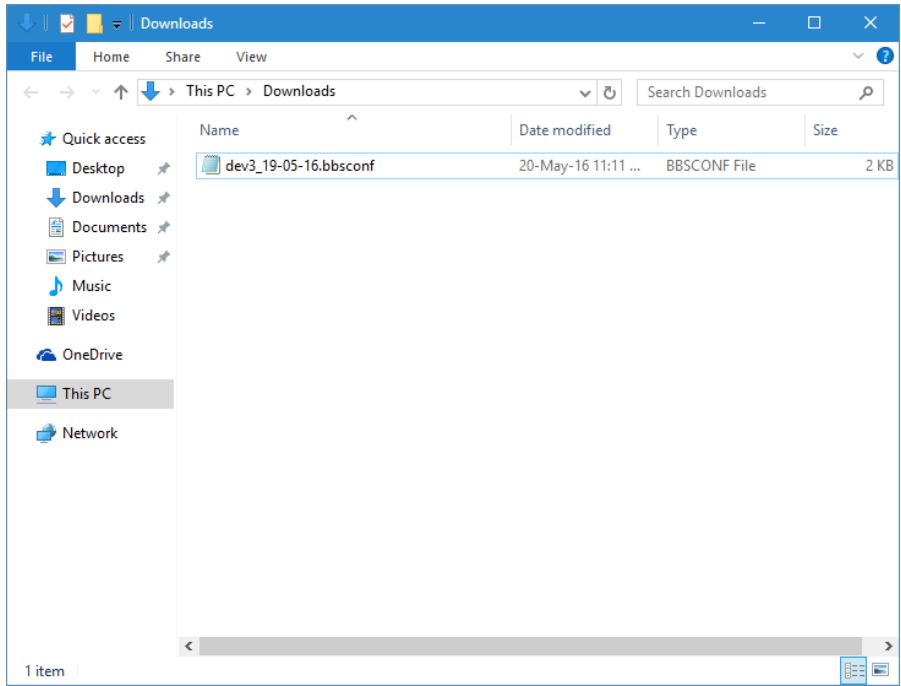 Downloads
File Home Share View ?
This PC > Downloads Search Downloads
Name Date modified Type Size
dev3_19-05-16.bbsconf 20-May-16 11:11 ... BBSCONF File 2 KB
Quick access
Desktop
Downloads
Documents
Pictures
Music
Videos
OneDrive
This PC
Network
1 item